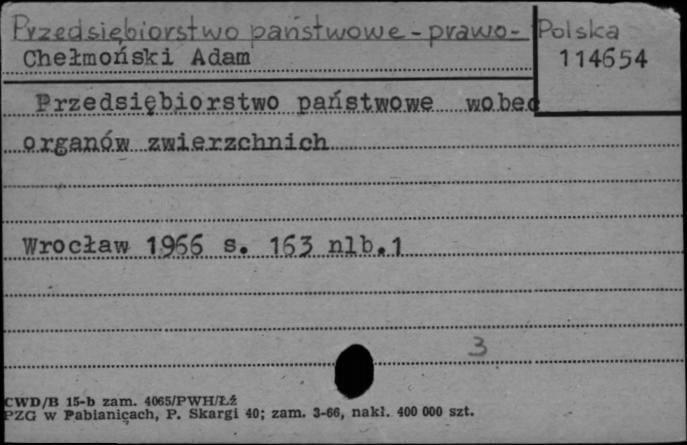 Przedsiębiorstwo państwowe - prawo - Polska
Chełmoński Adam
114654
Przedsiębiorstwo państwowe wobec
organów zwierzchnich
Wrocław 1966 s. 163 nlb.1
3
CWD/B 15-b zam. 4065/PWH/Łż
PZG w Pabianicach, P. Skargi 40; zam. 3-66, nakł. 400 000 szt.